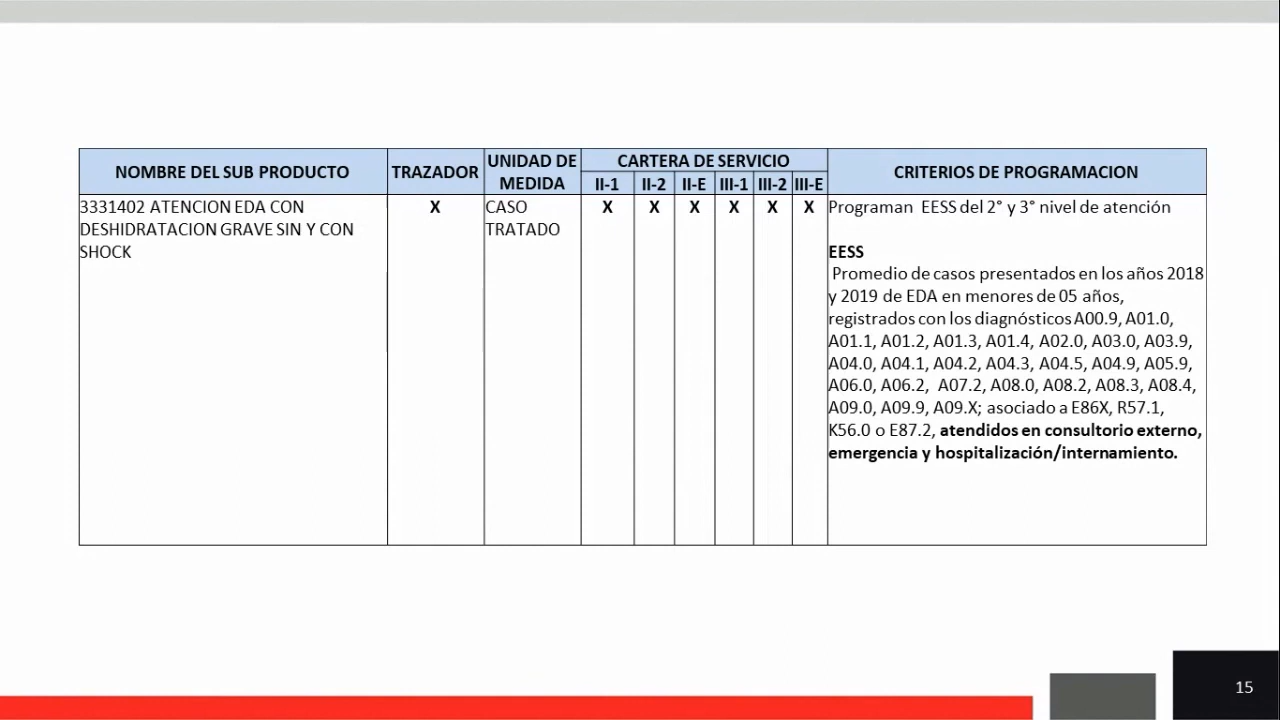 NOMBRE DEL SUB PRODUCTO
TRAZADOR
UNIDAD DE
MEDIDA
CARTERA DE SERVICIO
II-1 II-2 II-E III-1 III-2 III-E
CRITERIOS DE PROGRAMACION
3331402 ATENCION EDA CON
DESHIDRATACION GRAVE SIN Y CON
SHOCK
X
CASO
TRATADO
X X X X X X
Programan EESS del 2° y 3° nivel de atención
EESS
Promedio de casos presentados en los años 2018
y 2019 de EDA en menores de 05 años,
registrados con los diagnósticos A00.9, A01.0,
A01.1, A01.2, A01.3, A01.4, A02.0, A03.0, A03.9,
A04.0, A04.1, A04.2, A04.3, A04.5, A04.9, A05.9,
A06.0, A06.2, A07.2, A08.0, A08.2, A08.3, A08.4,
A09.0, A09.9, A09.X; asociado a E86X, R57.1,
K56.0 o E87.2, atendidos en consultorio externo,
emergencia y hospitalización/internamiento.
15